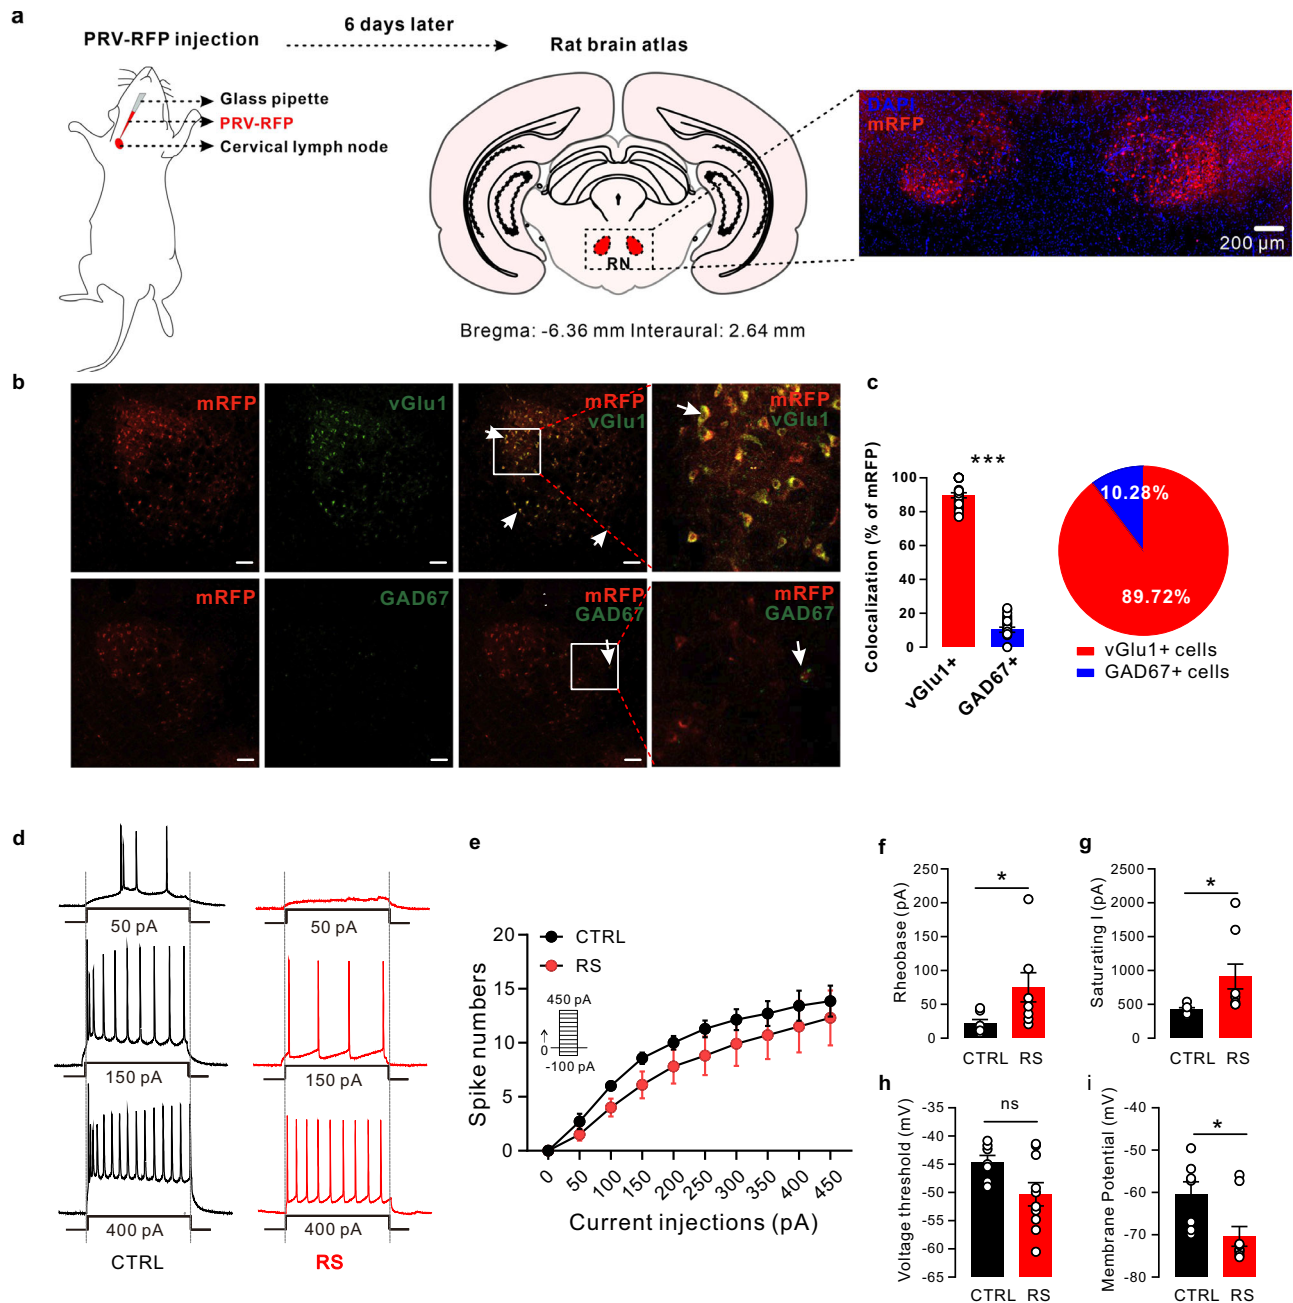 a
PRV-RFP injection
6 days later
Rat brain atlas
Glass pipette
PRV-RFP
Cervical lymph node
RN
Bregma: -6.36 mm Interaural: 2.64 mm
DAPI
mRFP
200 μm
b
mRFP
vGlu1
mRFP
vGlu1
mRFP
vGlu1
mRFP
GAD67
mRFP
GAD67
mRFP
GAD67
c
Colocalization (% of mRFP)
100
80
60
40
20
0
***
vGlu1+
GAD67+
10.28%
89.72%
vGlu1+ cells
GAD67+ cells
d
50 pA
50 pA
150 pA
150 pA
400 pA
400 pA
CTRL
RS
e
Spike numbers
20
15
10
5
0
CTRL
RS
450 pA
0
-100 pA
0
50
100
150
200
250
300
350
400
450
Current injections (pA)
f
Rheobase (pA)
250
200
150
100
50
0
*
CTRL
RS
g
Saturating I (pA)
2500
2000
1500
1000
500
0
*
CTRL
RS
h
Voltage threshold (mV)
-35
-40
-45
-50
-55
-60
-65
ns
CTRL
RS
i
Membrane Potential (mV)
-40
-50
-60
-70
-80
*
CTRL
RS